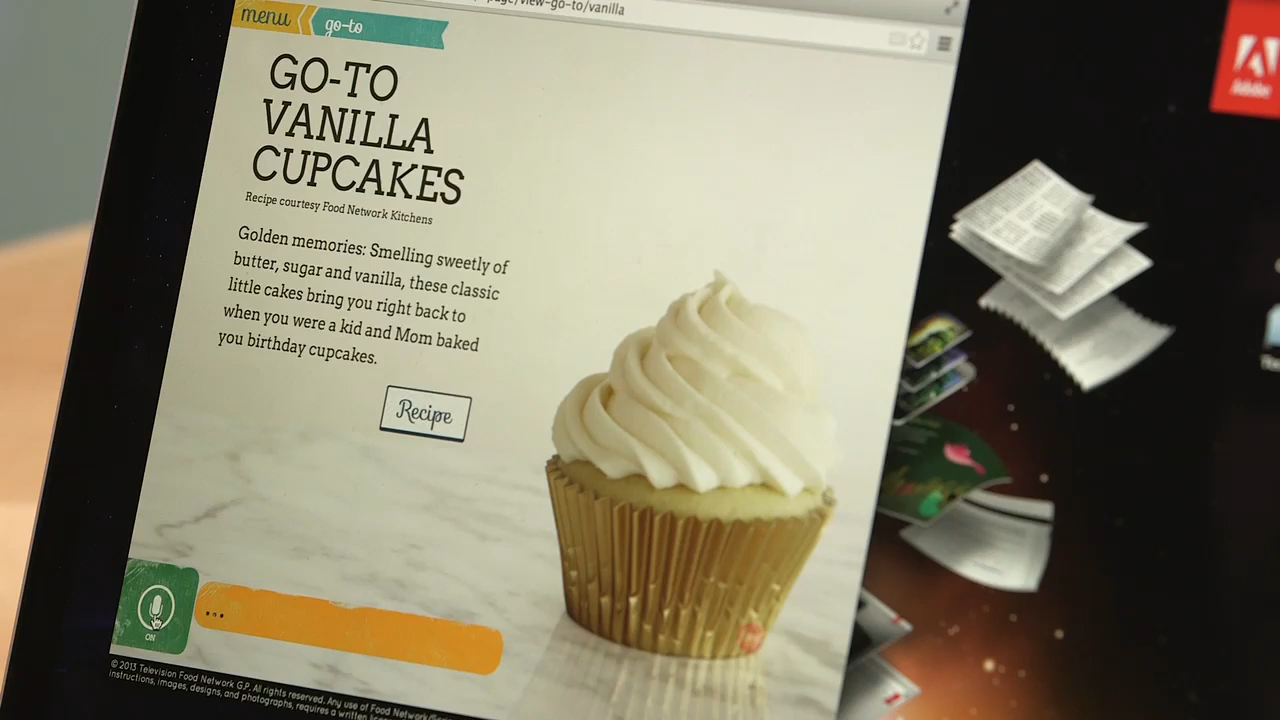 page/view-go-to/vanilla
menu
go-to
GO-TO
VANILLA
CUPCAKES
Recipe courtesy Food Network Kitchens
Golden memories: Smelling sweetly of
butter, sugar and vanilla, these classic
little cakes bring you right back to
when you were a kid and Mom baked
you birthday cupcakes.
Recipe
ON
© 2013 Television Food Network G.P. All rights reserved. Any use of Food Network
instructions, images, designs, and photographs, requires a written
Adobe